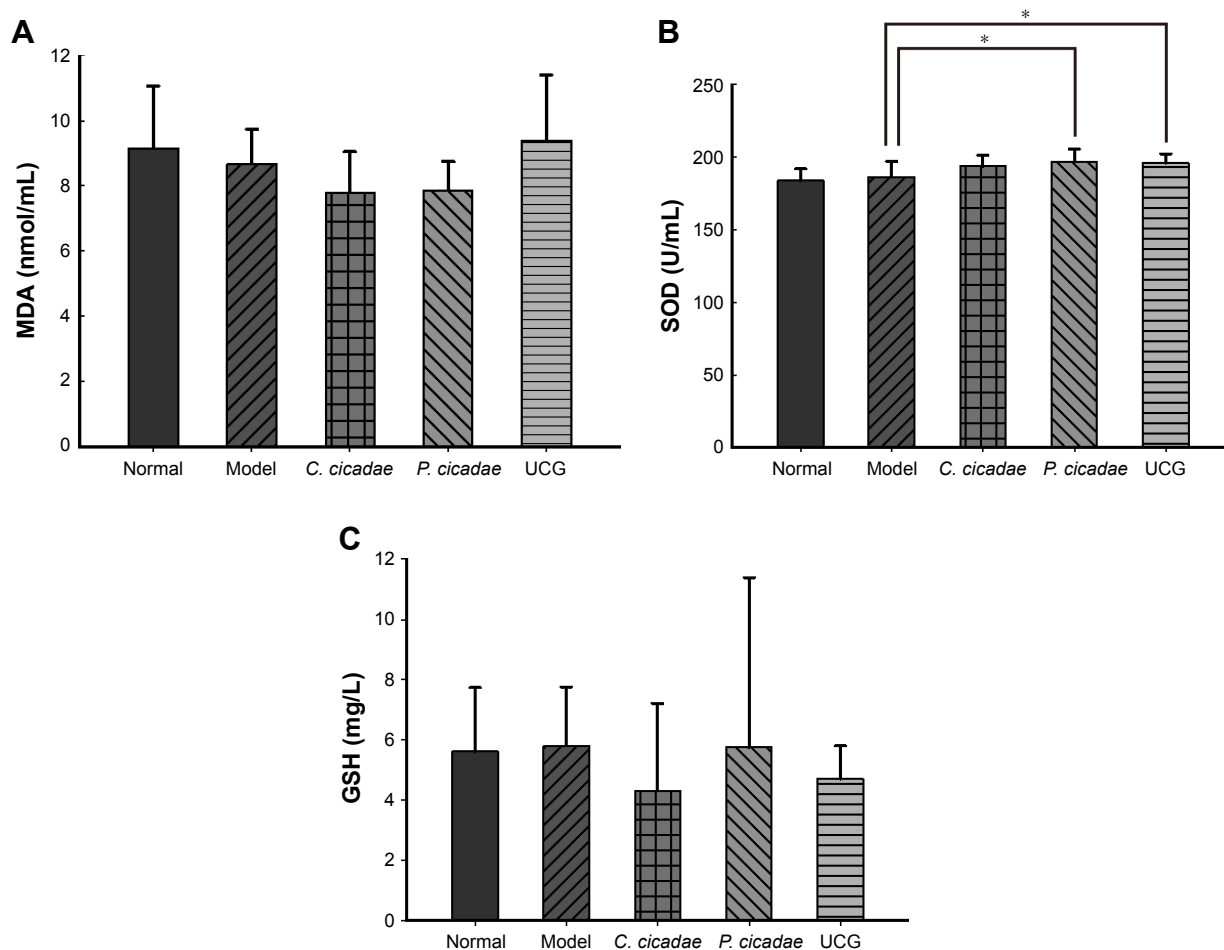 A
MDA (nmol/mL)
12
10
8
6
4
2
0
Normal Model C. cicadae P. cicadae UCG
B
*
*
SOD (U/mL)
250
200
150
100
50
0
Normal Model C. cicadae P. cicadae UCG
C
GSH (mg/L)
12
10
8
6
4
2
0
Normal Model C. cicadae P. cicadae UCG